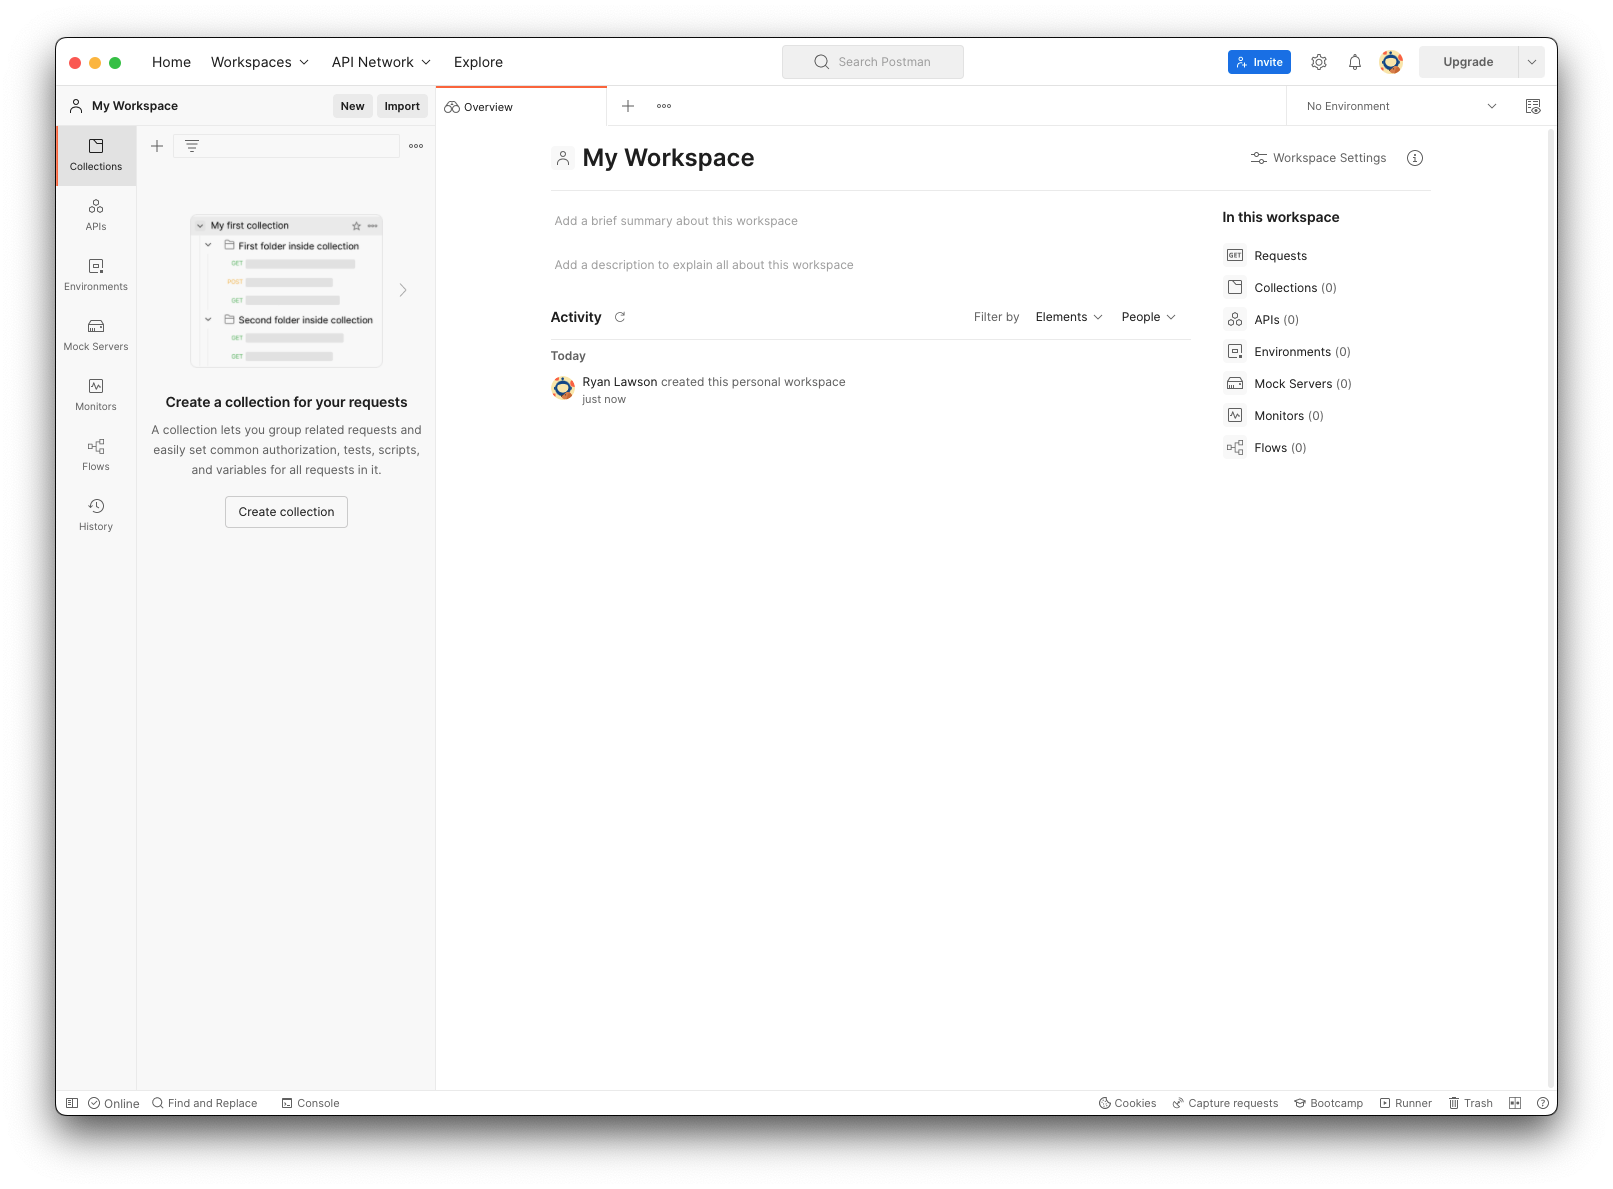 Home
Workspaces
API Network
Explore
Search Postman
Invite
Upgrade
My Workspace
New
Import
Overview
No Environment
Collections
APIs
Environments
Mock Servers
Monitors
Flows
History
My first collection
First folder inside collection
GET
POST
GET
Second folder inside collection
GET
GET
Create a collection for your requests
A collection lets you group related requests and
easily set common authorization, tests, scripts,
and variables for all requests in it.
Create collection
My Workspace
Workspace Settings
Add a brief summary about this workspace
Add a description to explain all about this workspace
Activity
Filter by
Elements
People
Today
Ryan Lawson created this personal workspace
just now
In this workspace
GET Requests
Collections (0)
APIs (0)
Environments (0)
Mock Servers (0)
Monitors (0)
Flows (0)
Online
Find and Replace
Console
Cookies
Capture requests
Bootcamp
Runner
Trash